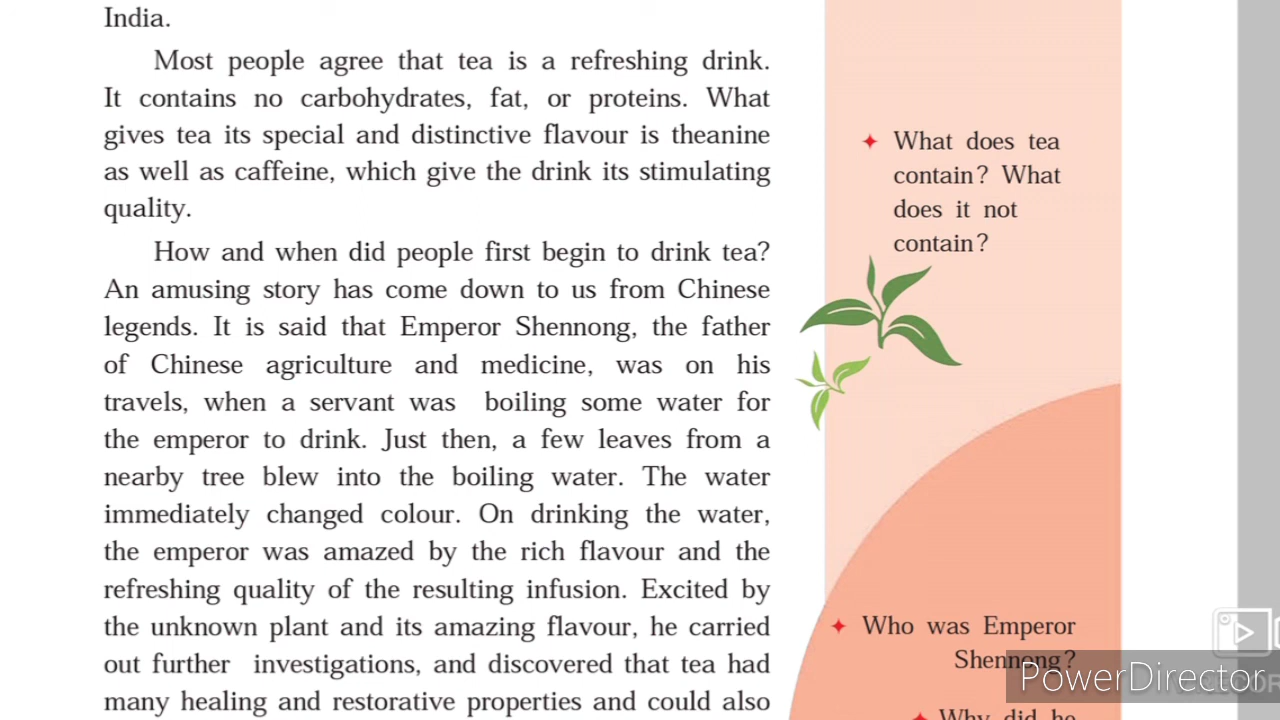 India.
Most people agree that tea is a refreshing drink.
It contains no carbohydrates, fat, or proteins. What
gives tea its special and distinctive flavour is theanine
as well as caffeine, which give the drink its stimulating
quality.
How and when did people first begin to drink tea?
An amusing story has come down to us from Chinese
legends. It is said that Emperor Shennong, the father
of Chinese agriculture and medicine, was on his
travels, when a servant was boiling some water for
the emperor to drink. Just then, a few leaves from a
nearby tree blew into the boiling water. The water
immediately changed colour. On drinking the water,
the emperor was amazed by the rich flavour and the
refreshing quality of the resulting infusion. Excited by
the unknown plant and its amazing flavour, he carried
out further investigations, and discovered that tea had
many healing and restorative properties and could also
What does tea
contain? What
does it not
contain?
Who was Emperor
Shennong?
Why did he
PowerDirector